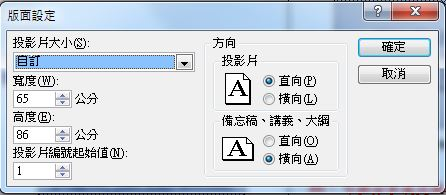 版面設定
投影片大小(S):
自訂
寬度(W):
65 公分
高度(E):
86 公分
投影片編號起始值(N):
1
方向
投影片
A
直向(P)
橫向(L)
備忘稿、講義、大綱
A
直向(O)
橫向(A)
確定
取消